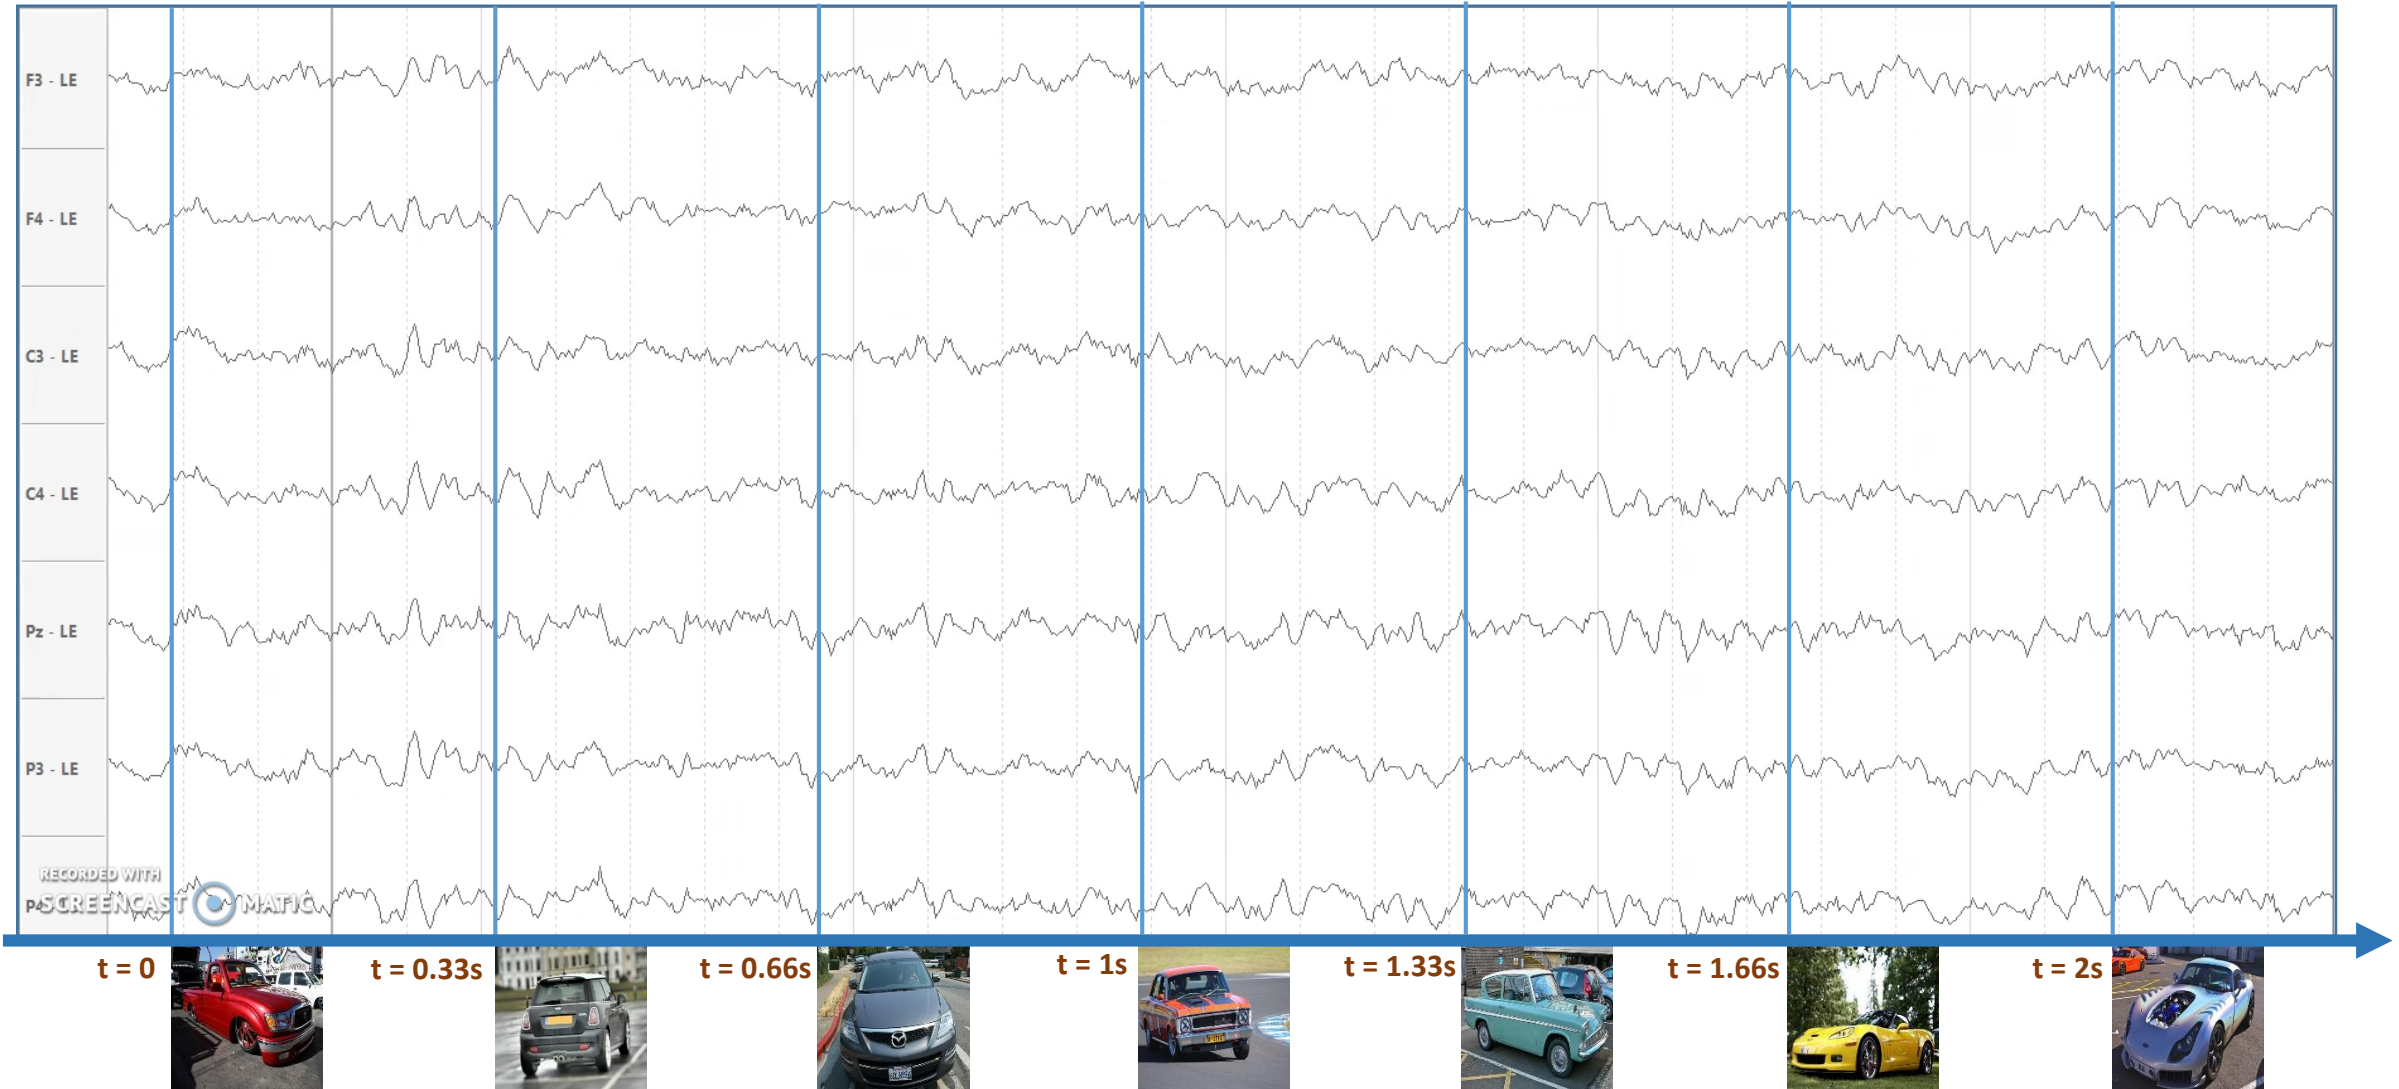 F3 - LE
F4 - LE
C3 - LE
C4 - LE
Pz - LE
P3 - LE
RECORDED WITH
SCREENCAST MATIC
P4
t = 0
t = 0.33s
t = 0.66s
t = 1s
t = 1.33s
t = 1.66s
t = 2s